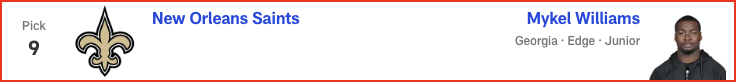 Pick
9
New Orleans Saints
Mykel Williams
Georgia · Edge · Junior